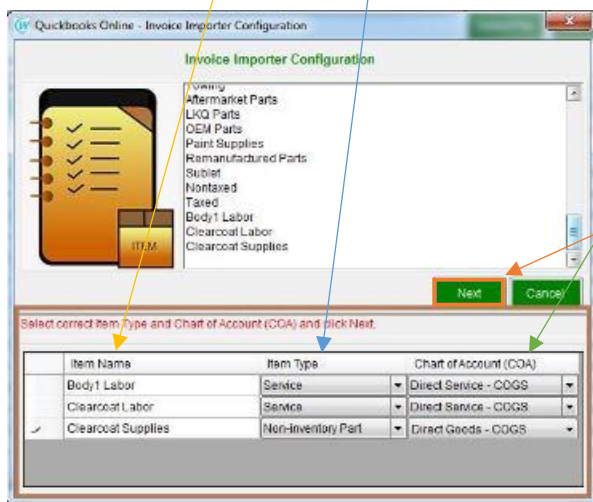 Quickbooks Online - Invoice Importer Configuration
Invoice Importer Configuration
Towing
Aftermarket Parts
LKQ Parts
OEM Parts
Paint Supplies
Remanufactured Parts
Sublet
Nontaxed
Taxed
Body1 Labor
Clearcoat Labor
Clearcoat Supplies
ITEM
Next Cancel
Select correct Item Type and Chart of Account (COA) and click Next.
Item Name Item Type Chart of Account (COA)
Body1 Labor Service Direct Service - COGS
Clearcoat Labor Service Direct Service - COGS
Clearcoat Supplies Non-inventory Part Direct Goods - COGS